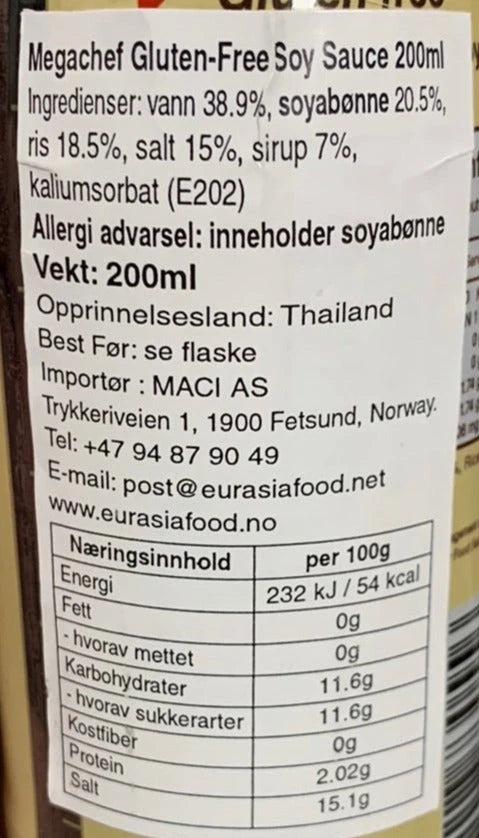 Megachef Gluten-Free Soy Sauce 200ml
Ingredienser: vann 38.9%, soyabønne 20.5%,
ris 18.5%, salt 15%, sirup 7%,
kaliumsorbat (E202)
Allergi advarsel: inneholder soyabønne
Vekt: 200ml
Opprinnelsesland: Thailand
Best Før: se flaske
Importør : MACI AS
Trykkeriveien 1, 1900 Fetsund, Norway.
Tel: +47 94 87 90 49
E-mail: post@eurasiafood.net
www.eurasiafood.no
Næringsinnhold per 100g
Energi 232 kJ / 54 kcal
Fett 0g
- hvorav mettet 0g
Karbohydrater 11.6g
- hvorav sukkerarter 11.6g
Kostfiber 0g
Protein 2.02g
Salt 15.1g